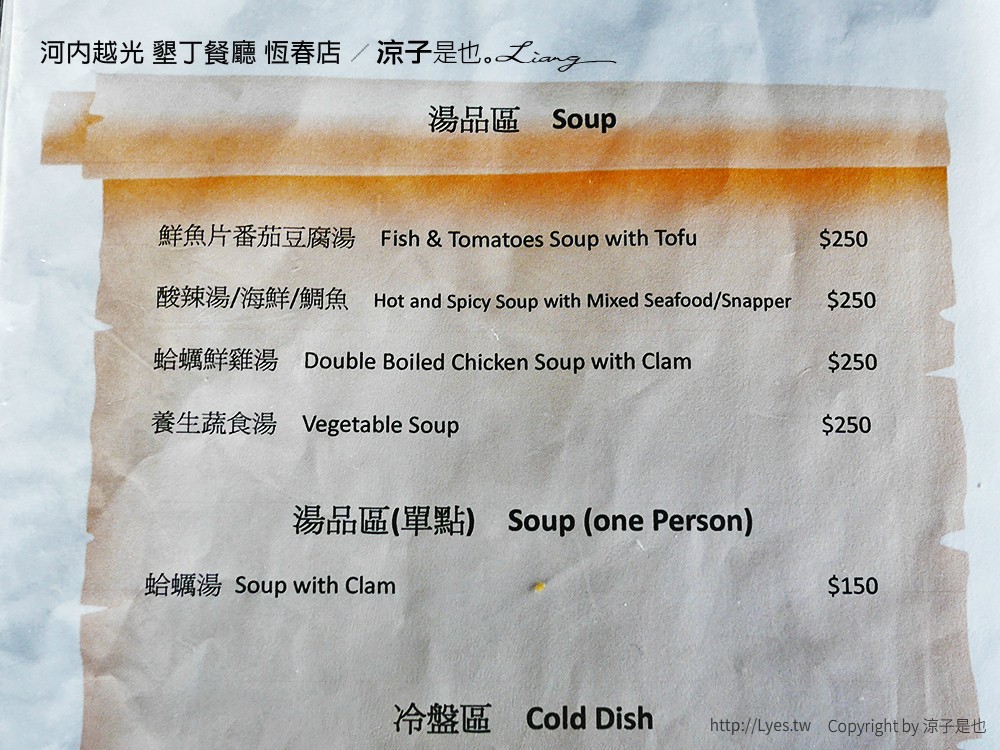 河內越光 墾丁餐廳 恆春店 ／ 涼子是也。Liang
湯品區 Soup
鮮魚片番茄豆腐湯 Fish & Tomatoes Soup with Tofu $250
酸辣湯/海鮮/鯛魚 Hot and Spicy Soup with Mixed Seafood/Snapper $250
蛤蠣鮮雞湯 Double Boiled Chicken Soup with Clam $250
養生蔬食湯 Vegetable Soup $250
湯品區(單點) Soup (one Person)
蛤蠣湯 Soup with Clam $150
冷盤區 Cold Dish
http://Lyes.tw Copyright by 涼子是也